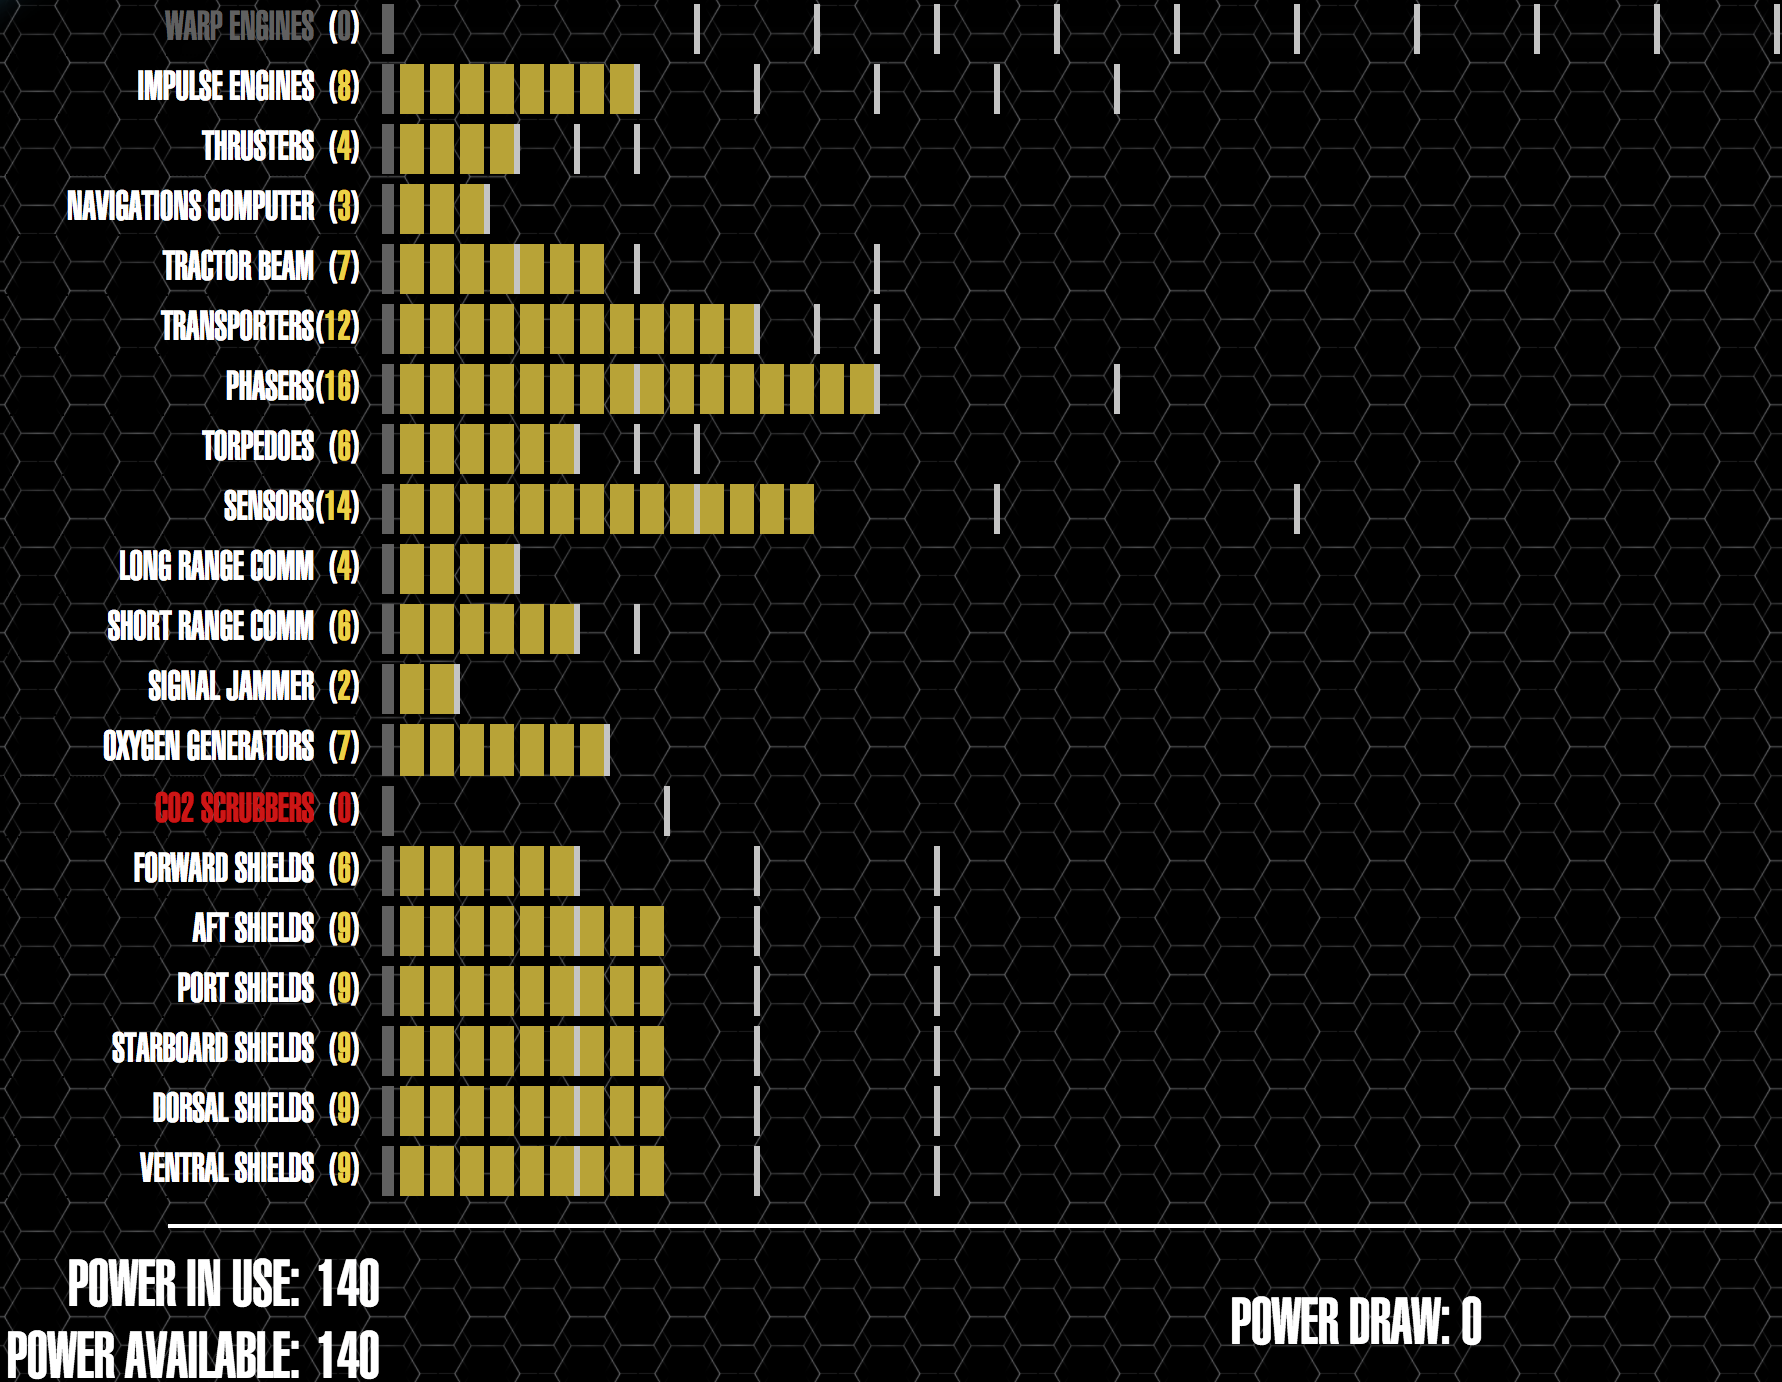 WARP ENGINES (0)
IMPULSE ENGINES (8)
THRUSTERS (4)
NAVIGATIONS COMPUTER (3)
TRACTOR BEAM (7)
TRANSPORTERS (12)
PHASERS (16)
TORPEDOES (6)
SENSORS (14)
LONG RANGE COMM (4)
SHORT RANGE COMM (6)
SIGNAL JAMMER (2)
OXYGEN GENERATORS (7)
CO2 SCRUBBERS (0)
FORWARD SHIELDS (6)
AFT SHIELDS (9)
PORT SHIELDS (9)
STARBOARD SHIELDS (9)
DORSAL SHIELDS (9)
VENTRAL SHIELDS (9)
POWER IN USE: 140
POWER AVAILABLE: 140
POWER DRAW: 0